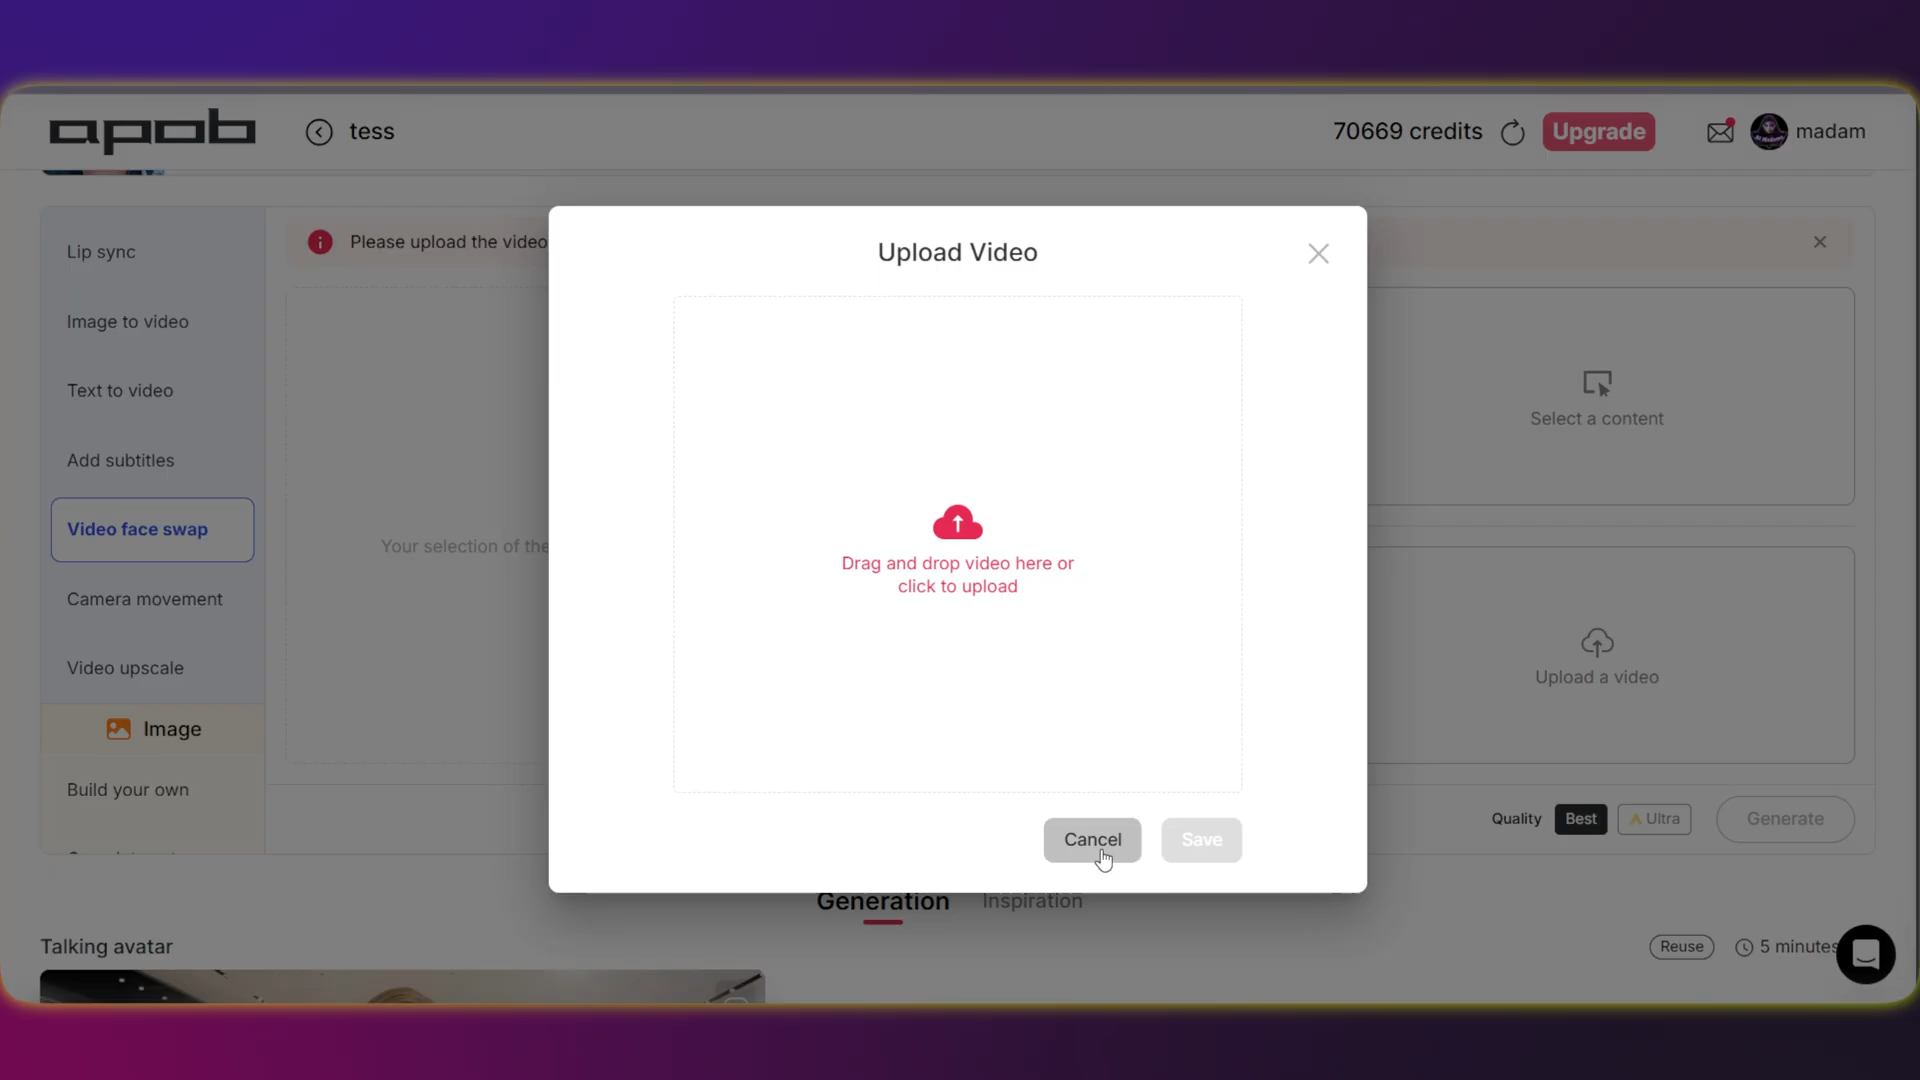 apob
tess
70669 credits
Upgrade
madam
Lip sync
Image to video
Text to video
Add subtitles
Video face swap
Camera movement
Video upscale
Image
Build your own
Please upload the video
Your selection of the
Upload Video
Drag and drop video here or
click to upload
Cancel
Save
Select a content
Upload a video
Quality
Best
Ultra
Generate
Generation
Inspiration
Talking avatar
Reuse
5 minutes